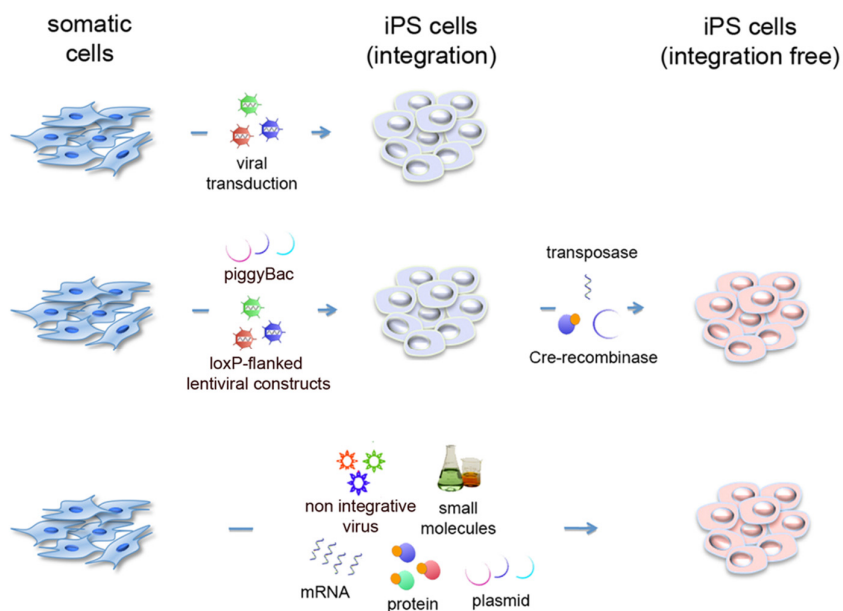 somatic
cells
iPS cells
(integration)
iPS cells
(integration free)
viral
transduction
piggyBac
loxP-flanked
lentiviral constructs
transposase
Cre-recombinase
non integrative
virus
small
molecules
mRNA
protein
plasmid